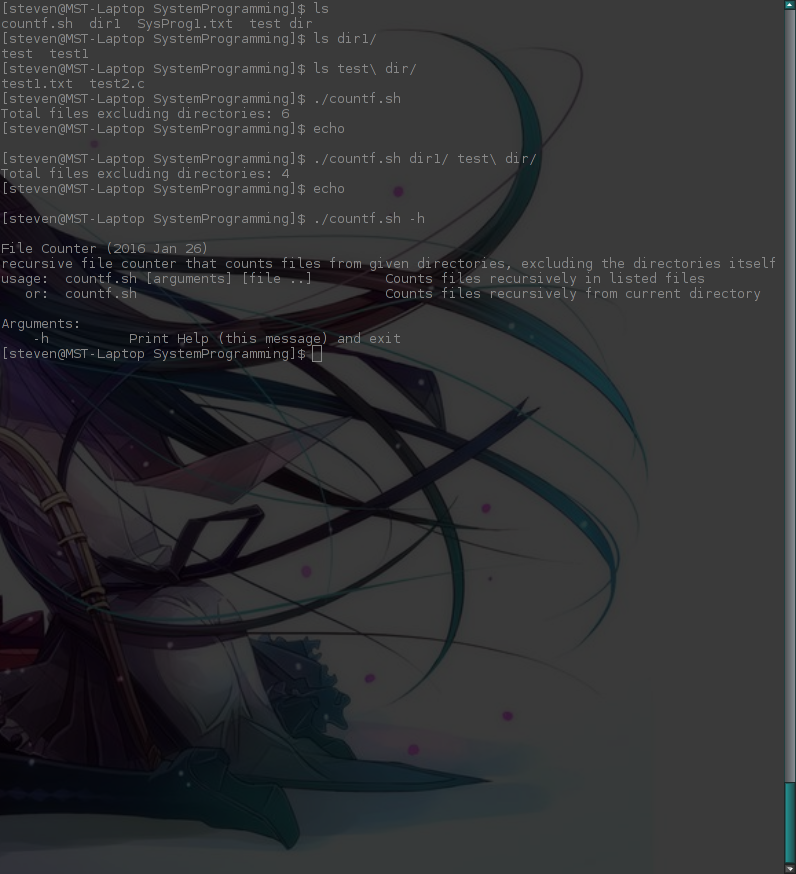 [steven@MST-Laptop SystemProgramming]$ ls
countf.sh  dir1  SysProg1.txt  test dir
[steven@MST-Laptop SystemProgramming]$ ls dir1/
test  test1
[steven@MST-Laptop SystemProgramming]$ ls test\ dir/
test1.txt  test2.c
[steven@MST-Laptop SystemProgramming]$ ./countf.sh
Total files excluding directories: 6
[steven@MST-Laptop SystemProgramming]$ echo

[steven@MST-Laptop SystemProgramming]$ ./countf.sh dir1/ test\ dir/
Total files excluding directories: 4
[steven@MST-Laptop SystemProgramming]$ echo

[steven@MST-Laptop SystemProgramming]$ ./countf.sh -h

File Counter (2016 Jan 26)
recursive file counter that counts files from given directories, excluding the directories itself
usage:  countf.sh [arguments] [file ..]         Counts files recursively in listed files
   or:  countf.sh                               Counts files recursively from current directory

Arguments:
    -h          Print Help (this message) and exit
[steven@MST-Laptop SystemProgramming]$